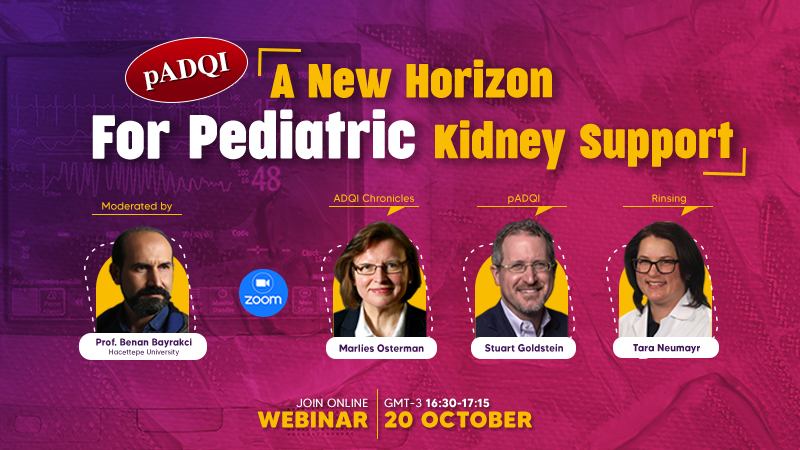 pADQI
A New Horizon
For Pediatric Kidney Support
48
Moderated by
ADQI Chronicles
pADQI
Rinsing
zoom
Prof. Benan Bayrakci
Hacettepe University
Marlies Osterman
Stuart Goldstein
Tara Neumayr
JOIN ONLINE
WEBINAR
GMT-3 16:30-17:15
20 OCTOBER